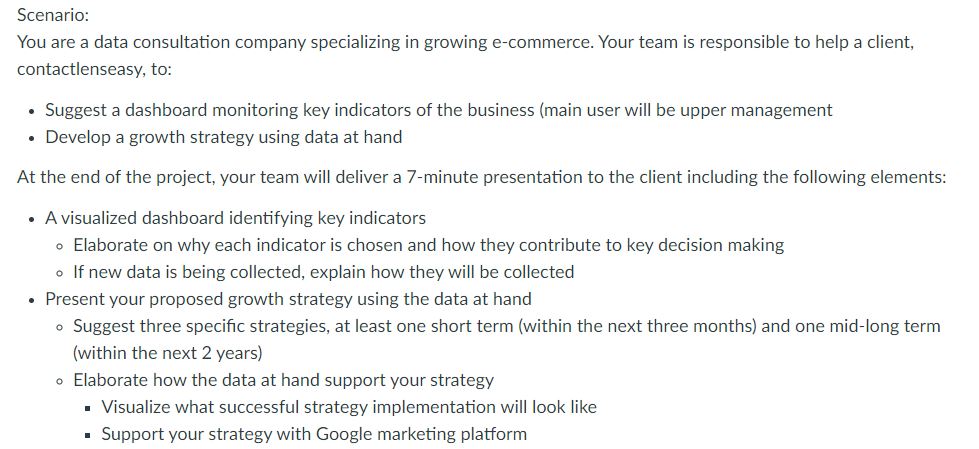 Scenario:
You are a data consultation company specializing in growing e-commerce. Your team is responsible to help a client,
contactlenseasy, to:
• Suggest a dashboard monitoring key indicators of the business (main user will be upper management
• Develop a growth strategy using data at hand
At the end of the project, your team will deliver a 7-minute presentation to the client including the following elements:
• A visualized dashboard identifying key indicators
◦ Elaborate on why each indicator is chosen and how they contribute to key decision making
◦ If new data is being collected, explain how they will be collected
• Present your proposed growth strategy using the data at hand
◦ Suggest three specific strategies, at least one short term (within the next three months) and one mid-long term
(within the next 2 years)
◦ Elaborate how the data at hand support your strategy
▪ Visualize what successful strategy implementation will look like
▪ Support your strategy with Google marketing platform